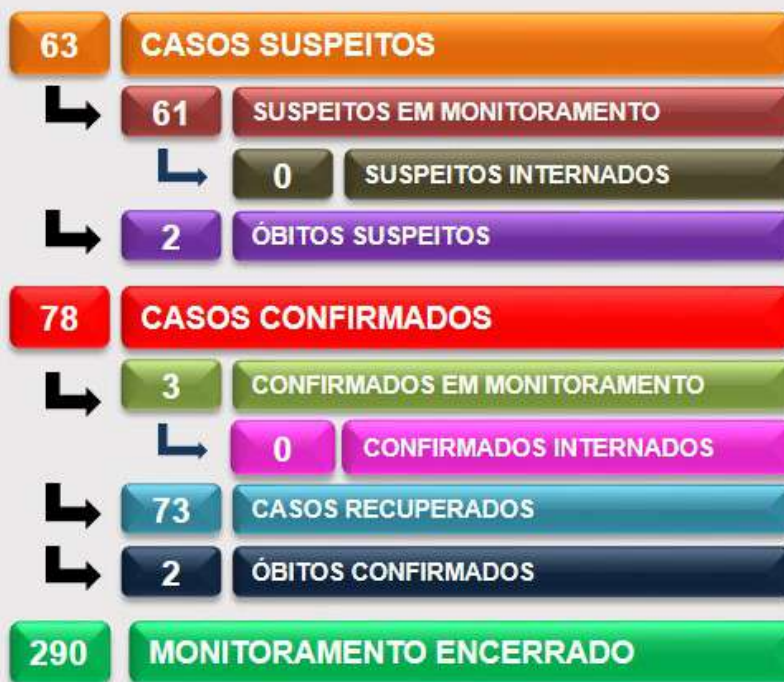 63 CASOS SUSPEITOS
61 SUSPEITOS EM MONITORAMENTO
0 SUSPEITOS INTERNADOS
2 ÓBITOS SUSPEITOS
78 CASOS CONFIRMADOS
3 CONFIRMADOS EM MONITORAMENTO
0 CONFIRMADOS INTERNADOS
73 CASOS RECUPERADOS
2 ÓBITOS CONFIRMADOS
290 MONITORAMENTO ENCERRADO